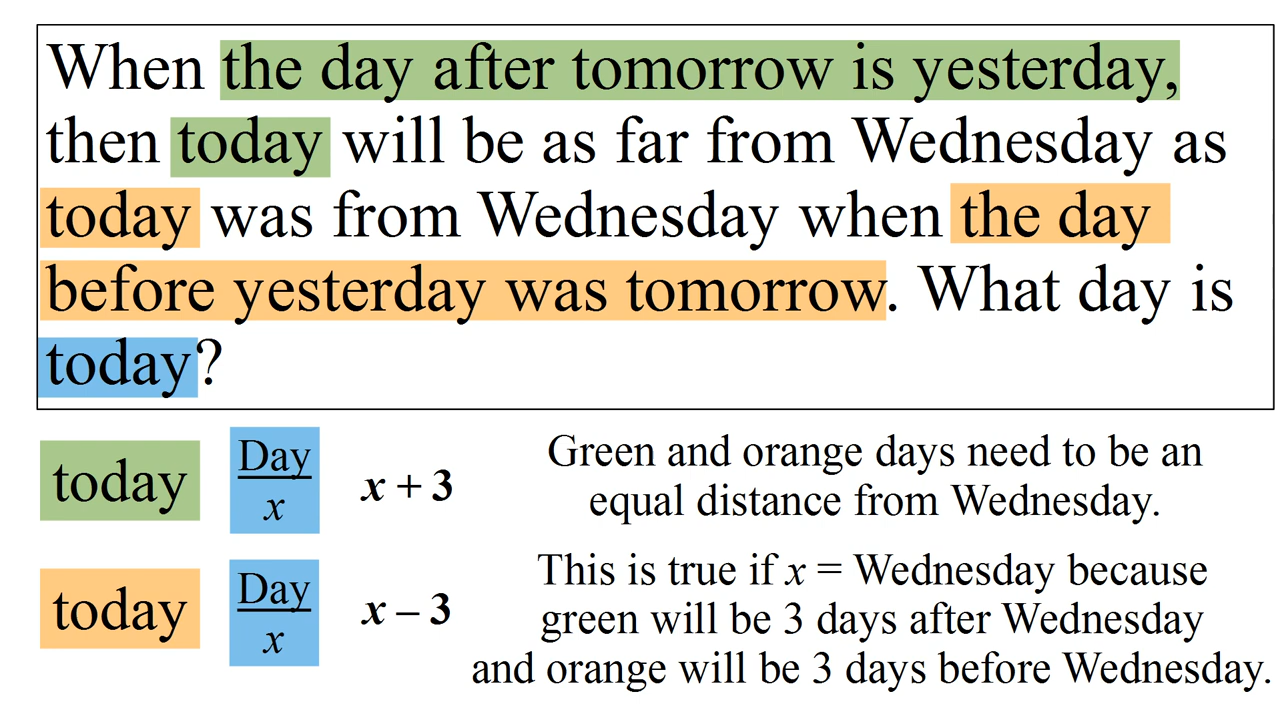 When the day after tomorrow is yesterday,
then today will be as far from Wednesday as
today was from Wednesday when the day
before yesterday was tomorrow. What day is
today?
today Day x + 3 Green and orange days need to be an
x equal distance from Wednesday.
today Day x – 3 This is true if x = Wednesday because
x green will be 3 days after Wednesday
and orange will be 3 days before Wednesday.